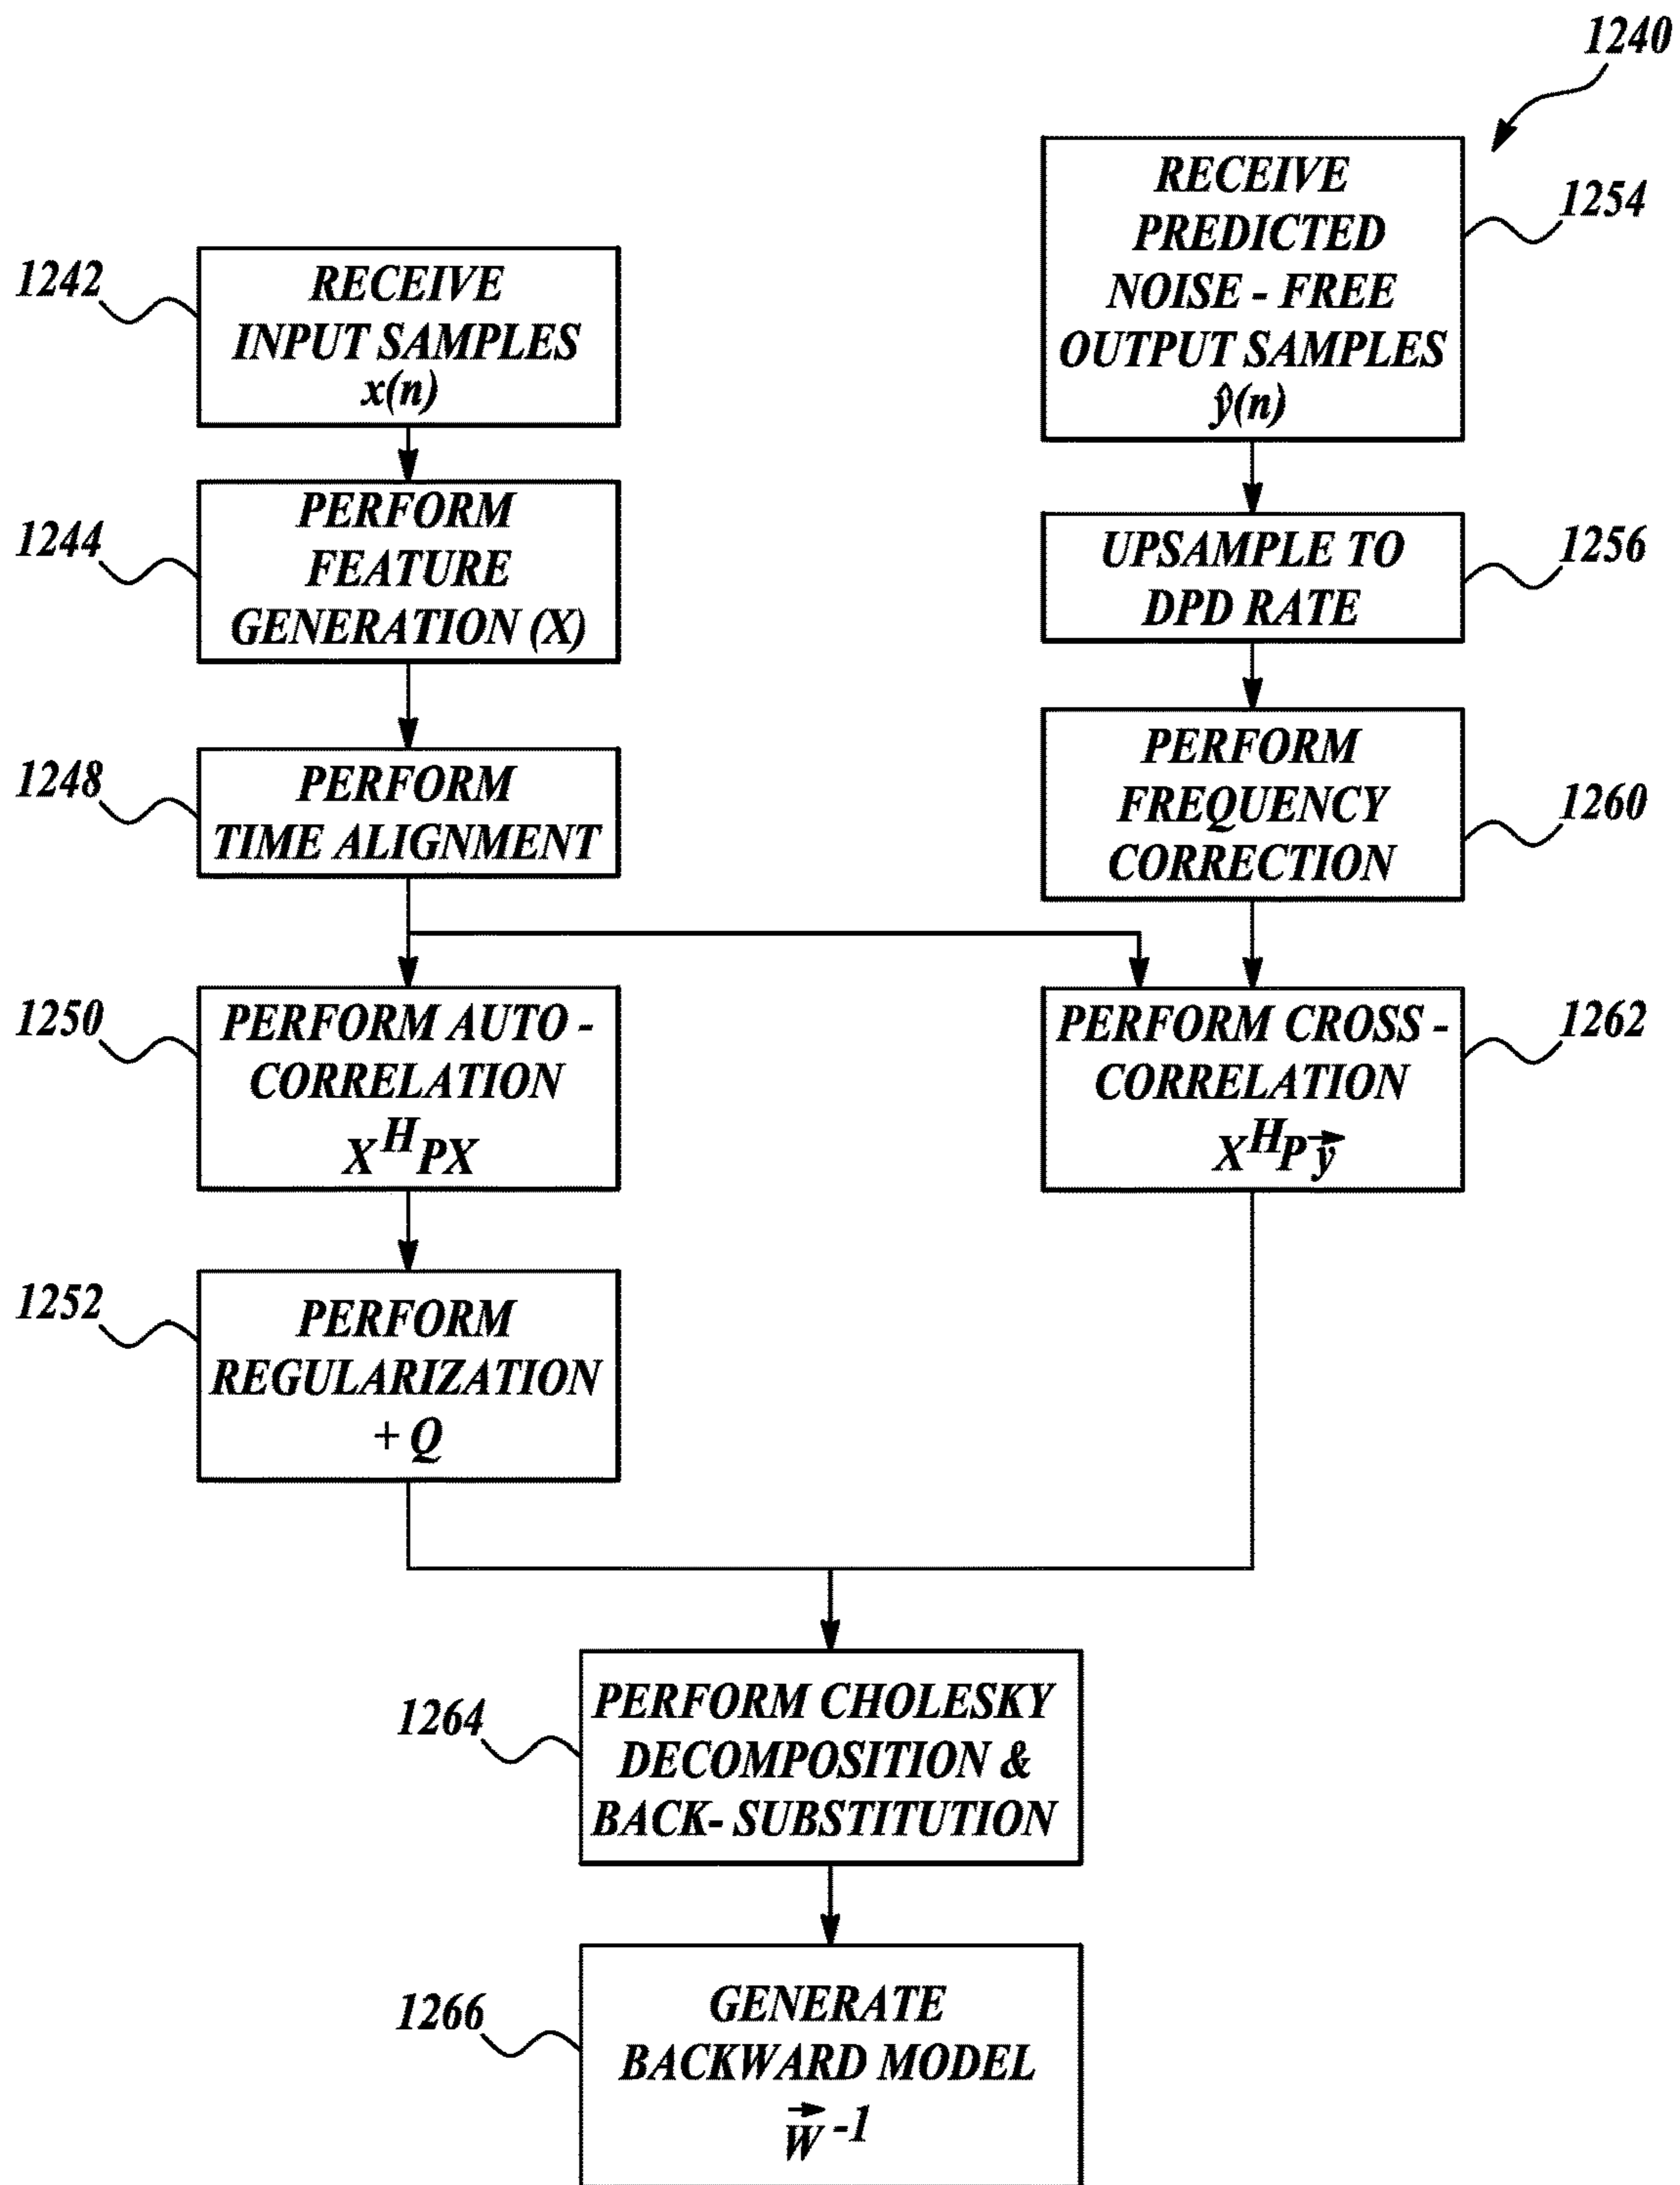 1240
1242
RECEIVE
INPUT SAMPLES
x(n)
1244
PERFORM
FEATURE
GENERATION (X)
1248
PERFORM
TIME ALIGNMENT
1250
PERFORM AUTO -
CORRELATION
X^H PX
1252
PERFORM
REGULARIZATION
+ Q
1254
RECEIVE
PREDICTED
NOISE - FREE
OUTPUT SAMPLES
ŷ(n)
1256
UPSAMPLE TO
DPD RATE
1260
PERFORM
FREQUENCY
CORRECTION
1262
PERFORM CROSS -
CORRELATION
X^H P y⃗
1264
PERFORM CHOLESKY
DECOMPOSITION &
BACK- SUBSTITUTION
1266
GENERATE
BACKWARD MODEL
W⃗ -1